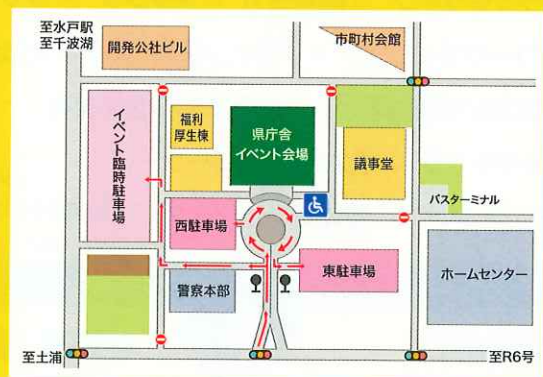 至水戸駅
至千波湖
開発公社ビル
市町村会館
イベント臨時駐車場
福利
厚生棟
県庁舎
イベント会場
議事堂
バスターミナル
西駐車場
東駐車場
ホームセンター
警察本部
至土浦
至R6号